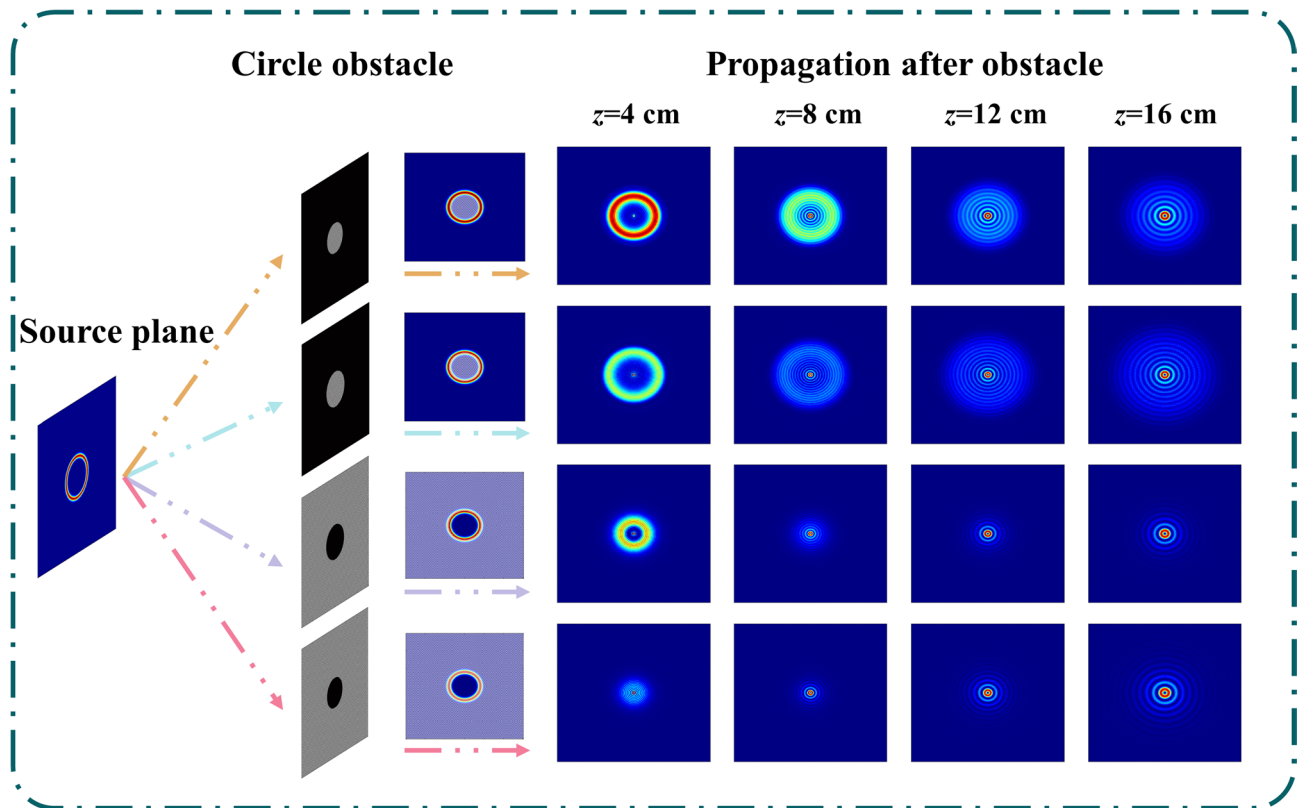 Circle obstacle
Propagation after obstacle
z=4 cm
z=8 cm
z=12 cm
z=16 cm
Source plane